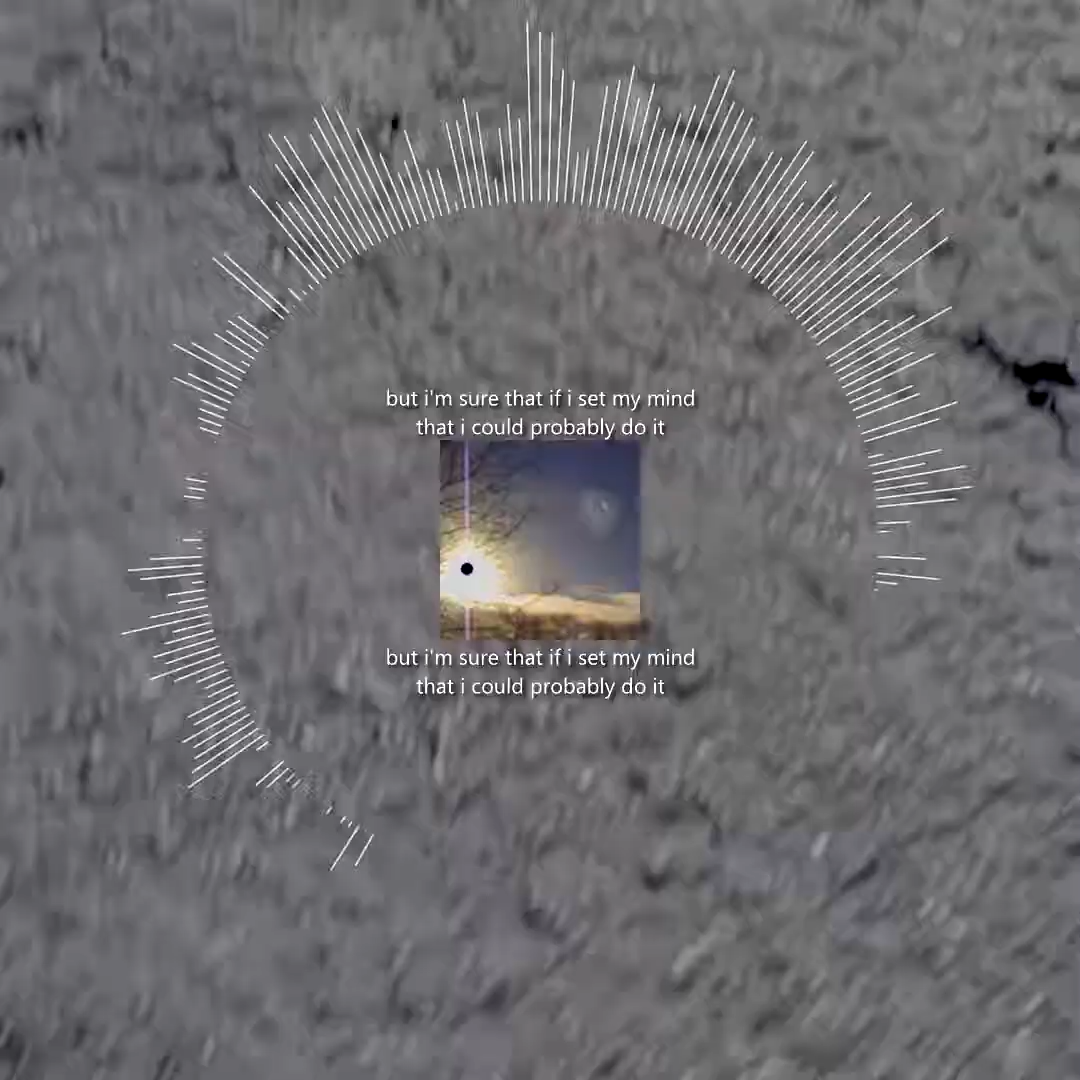 but i'm sure that if i set my mind
that i could probably do it
but i'm sure that if i set my mind
that i could probably do it